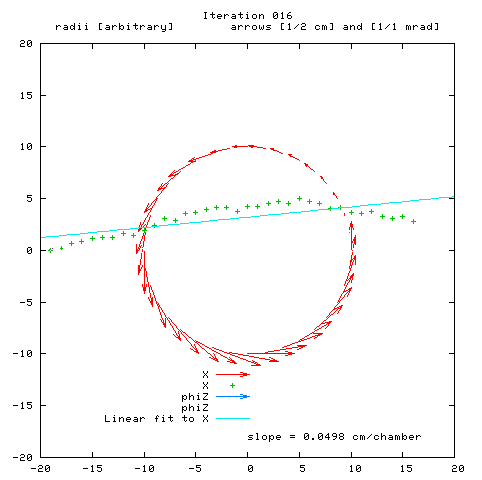 Iteration 016
radii [arbitrary] arrows [1/2 cm] and [1/1 mrad]
20
15
10
5
0
-5
-10
-15
-20
X
X
phiZ
phiZ
Linear fit to X
slope = 0.0498 cm/chamber
-20 -15 -10 -5 0 5 10 15 20